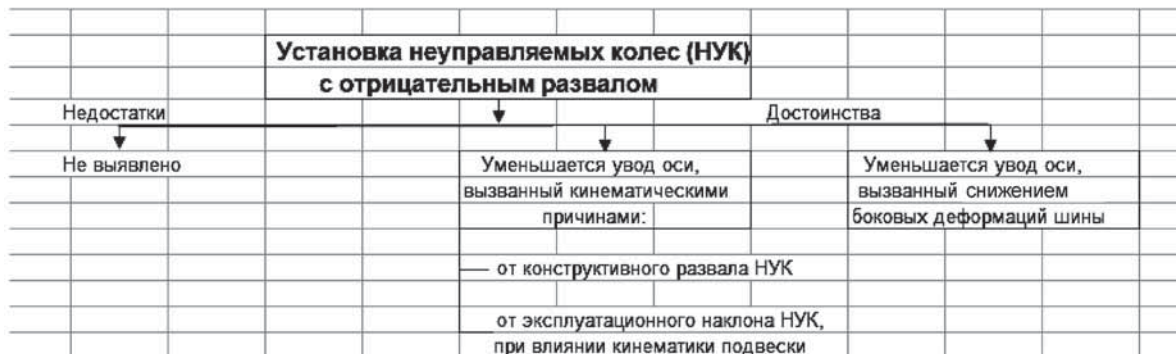 Установка неуправляемых колес (НУК)
с отрицательным развалом
Недостатки
Достоинства
Не выявлено
Уменьшается увод оси,
вызванный кинематическими
причинами:
Уменьшается увод оси,
вызванный снижением
боковых деформаций шины
от конструктивного развала НУК
от эксплуатационного наклона НУК,
при влиянии кинематики подвески